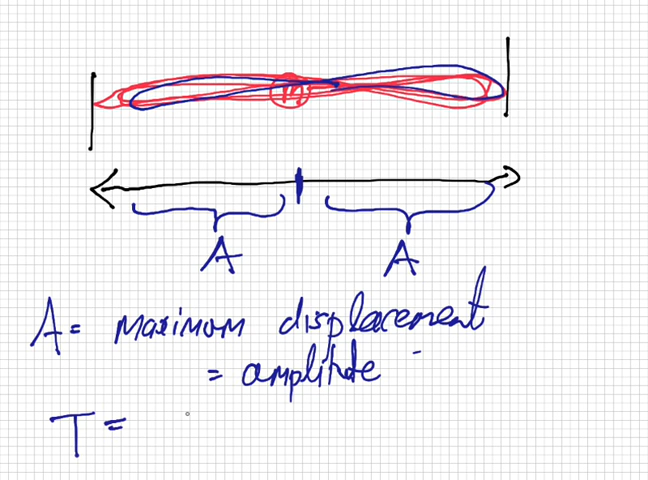 m
A A
A = maximum displacement
= amplitude
T =